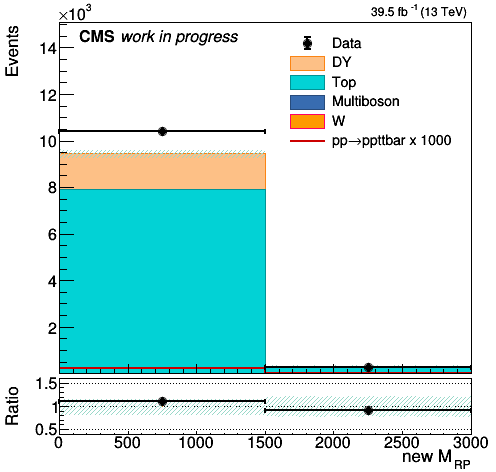 ×10³
39.5 fb⁻¹ (13 TeV)
Events
CMS work in progress
Data
DY
Top
Multiboson
W
pp→ppttbar x 1000
14
12
10
8
6
4
2
Ratio
1.5
1
0.5
0 500 1000 1500 2000 2500 3000
new M_RP